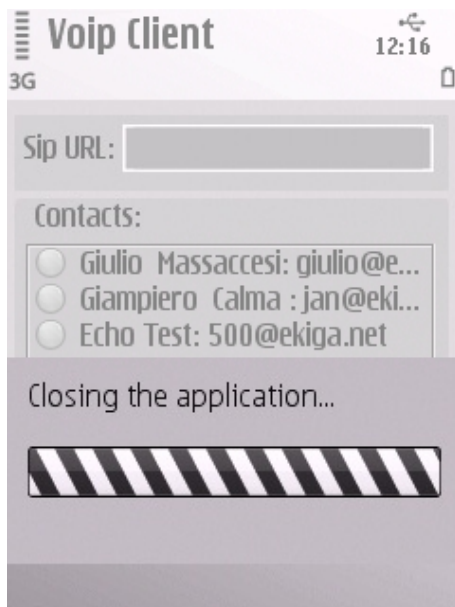 Voip Client
12:16
3G
Sip URL:
Contacts:
Giulio Massaccesi: giulio@e...
Giampiero Calma : jan@eki...
Echo Test: 500@ekiga.net
Closing the application...